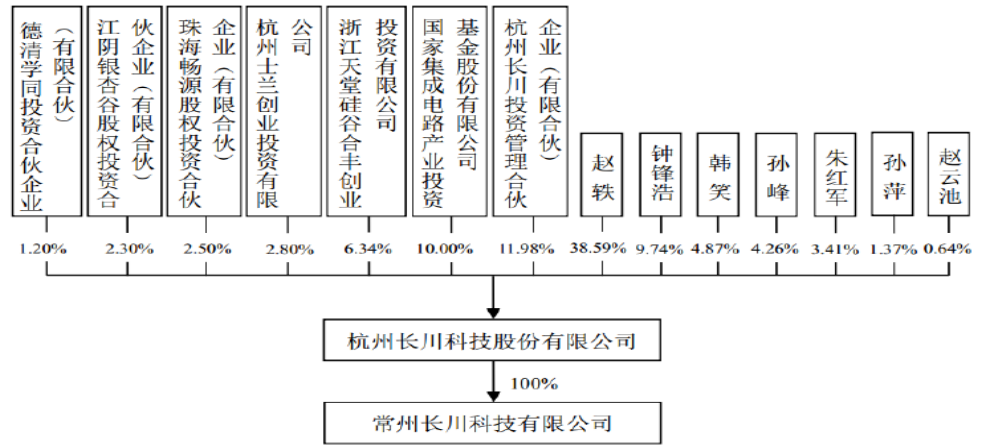 德清学同投资合伙企业
（有限合伙）
江阴银杏谷股权投资合
伙企业（有限合伙）
珠海畅源股权投资合伙
企业（有限合伙）
杭州士兰创业投资有限
公司
浙江天堂硅谷合丰创业
投资有限公司
国家集成电路产业投资
基金股份有限公司
杭州长川投资管理合伙
企业（有限合伙）
赵轶
钟锋浩
韩笑
孙峰
朱红军
孙萍
赵云池
1.20% 2.30% 2.50% 2.80% 6.34% 10.00% 11.98% 38.59% 9.74% 4.87% 4.26% 3.41% 1.37% 0.64%
杭州长川科技股份有限公司
100%
常州长川科技有限公司